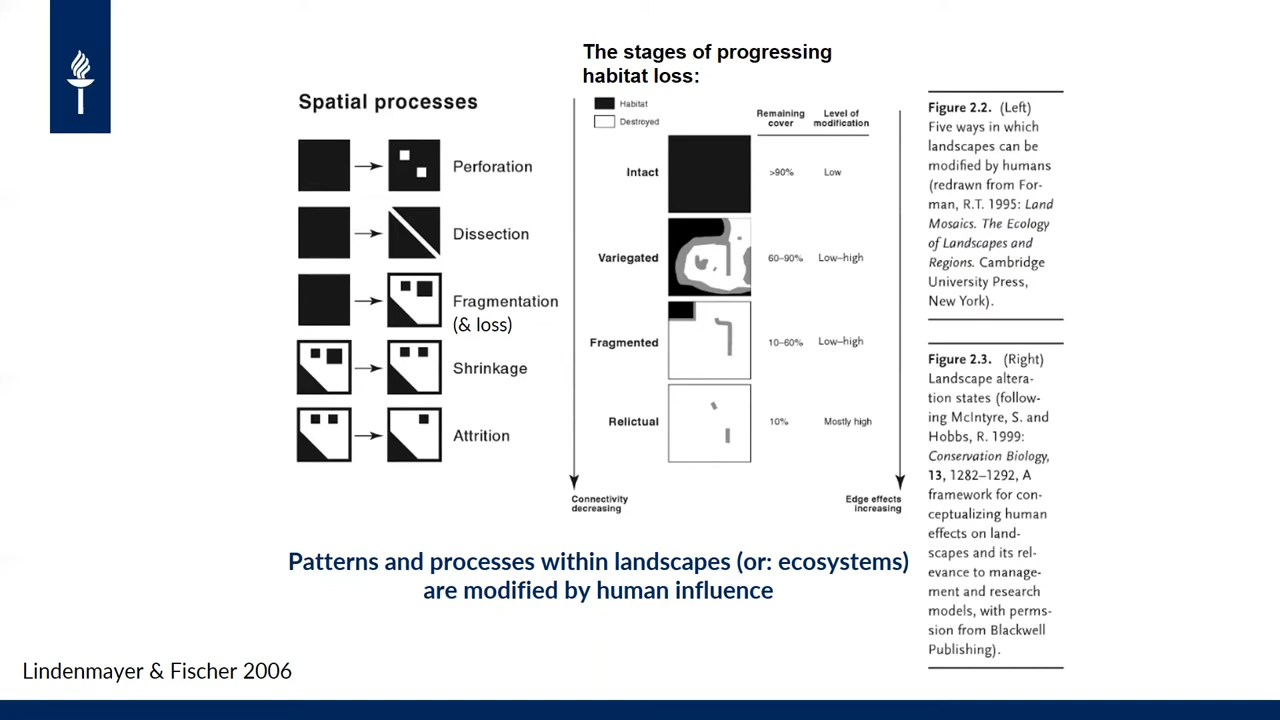 The stages of progressing
habitat loss:
Spatial processes
Perforation
Dissection
Fragmentation
(& loss)
Shrinkage
Attrition
Habitat
Destroyed
Remaining
cover
Level of
modification
Intact
>90%
Low
Variegated
60–90%
Low–high
Fragmented
10–60%
Low–high
Relictual
10%
Mostly high
Connectivity
decreasing
Edge effects
increasing
Figure 2.2. (Left)
Five ways in which
landscapes can be
modified by humans
(redrawn from For-
man, R.T. 1995: Land
Mosaics. The Ecology
of Landscapes and
Regions. Cambridge
University Press,
New York).
Figure 2.3. (Right)
Landscape altera-
tion states (follow-
ing McIntyre, S. and
Hobbs, R. 1999:
Conservation Biology,
13, 1282–1292, A
framework for con-
ceptualizing human
effects on land-
scapes and its rel-
evance to manage-
ment and research
models, with perms-
sion from Blackwell
Publishing).
Patterns and processes within landscapes (or: ecosystems)
are modified by human influence
Lindenmayer & Fischer 2006